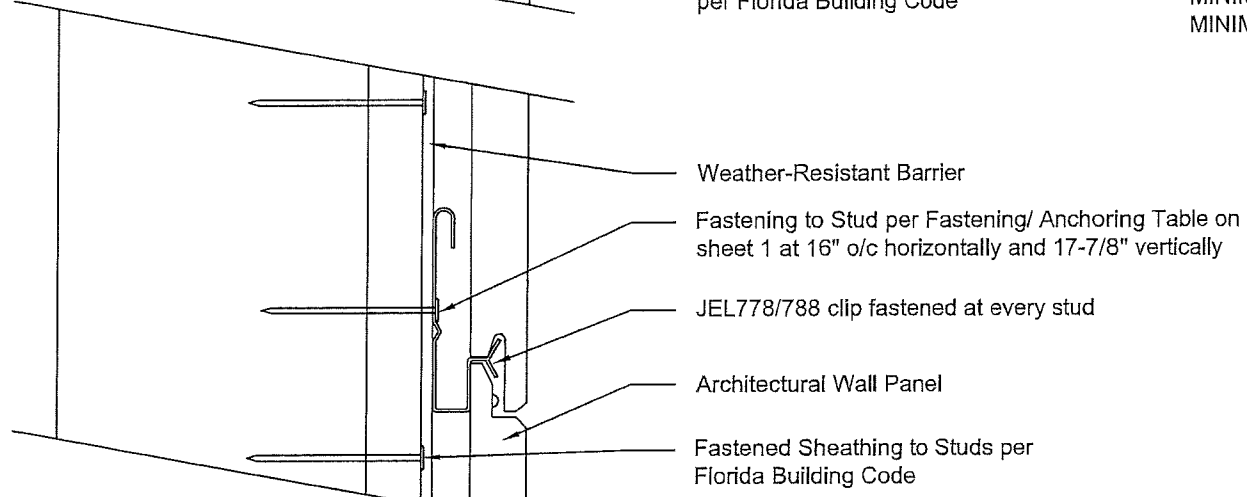 per Florida Building Code
MINIM
Weather-Resistant Barrier
Fastening to Stud per Fastening/ Anchoring Table on
sheet 1 at 16" o/c horizontally and 17-7/8" vertically
JEL778/788 clip fastened at every stud
Architectural Wall Panel
Fastened Sheathing to Studs per
Florida Building Code